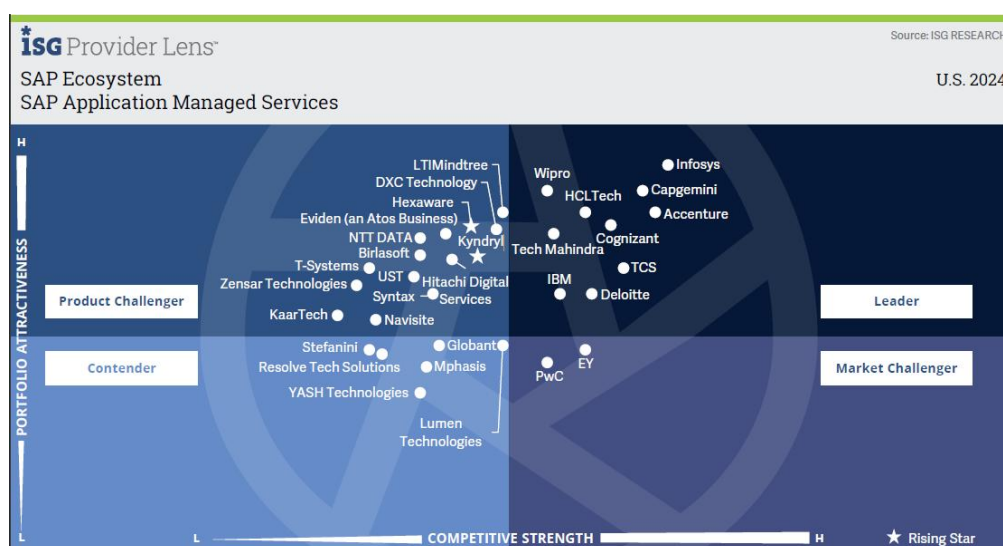 *
ISG Provider Lens™
Source: ISG RESEARCH
SAP Ecosystem
U.S. 2024
SAP Application Managed Services
H
PORTFOLIO ATTRACTIVENESS
L
LTIMindtree
DXC Technology
Hexaware
Eviden (an Atos Business)
NTT DATA
Kyndryl
Birlasoft
T-Systems
UST
Hitachi Digital
Services
Zensar Technologies
Syntax
KaarTech
Navisite
Product Challenger
Wipro
Infosys
HCLTech
Capgemini
Accenture
Tech Mahindra
Cognizant
TCS
IBM
Deloitte
Leader
Contender
Stefanini
Globant
Resolve Tech Solutions
Mphasis
YASH Technologies
Lumen
Technologies
EY
PwC
Market Challenger
L
COMPETITIVE STRENGTH
H
★ Rising Star